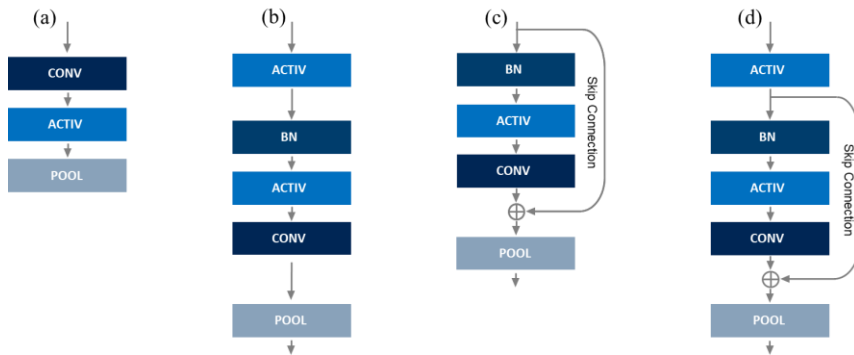 (a)
CONV
ACTIV
POOL
(b)
ACTIV
BN
ACTIV
CONV
POOL
(c)
BN
ACTIV
CONV
POOL
Skip Connection
(d)
ACTIV
BN
ACTIV
CONV
POOL
Skip Connection